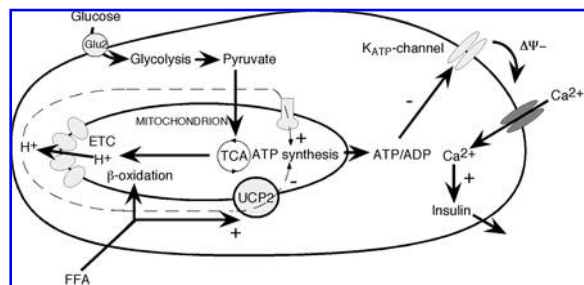 Glucose
Glu2
Glycolysis
Pyruvate
K_ATP-channel
ΔΨ−
Ca2+
MITOCHONDRION
+
-
H+
ETC
H+
TCA
ATP synthesis
ATP/ADP
Ca2+
β-oxidation
-
+
UCP2
+
Insulin
FFA